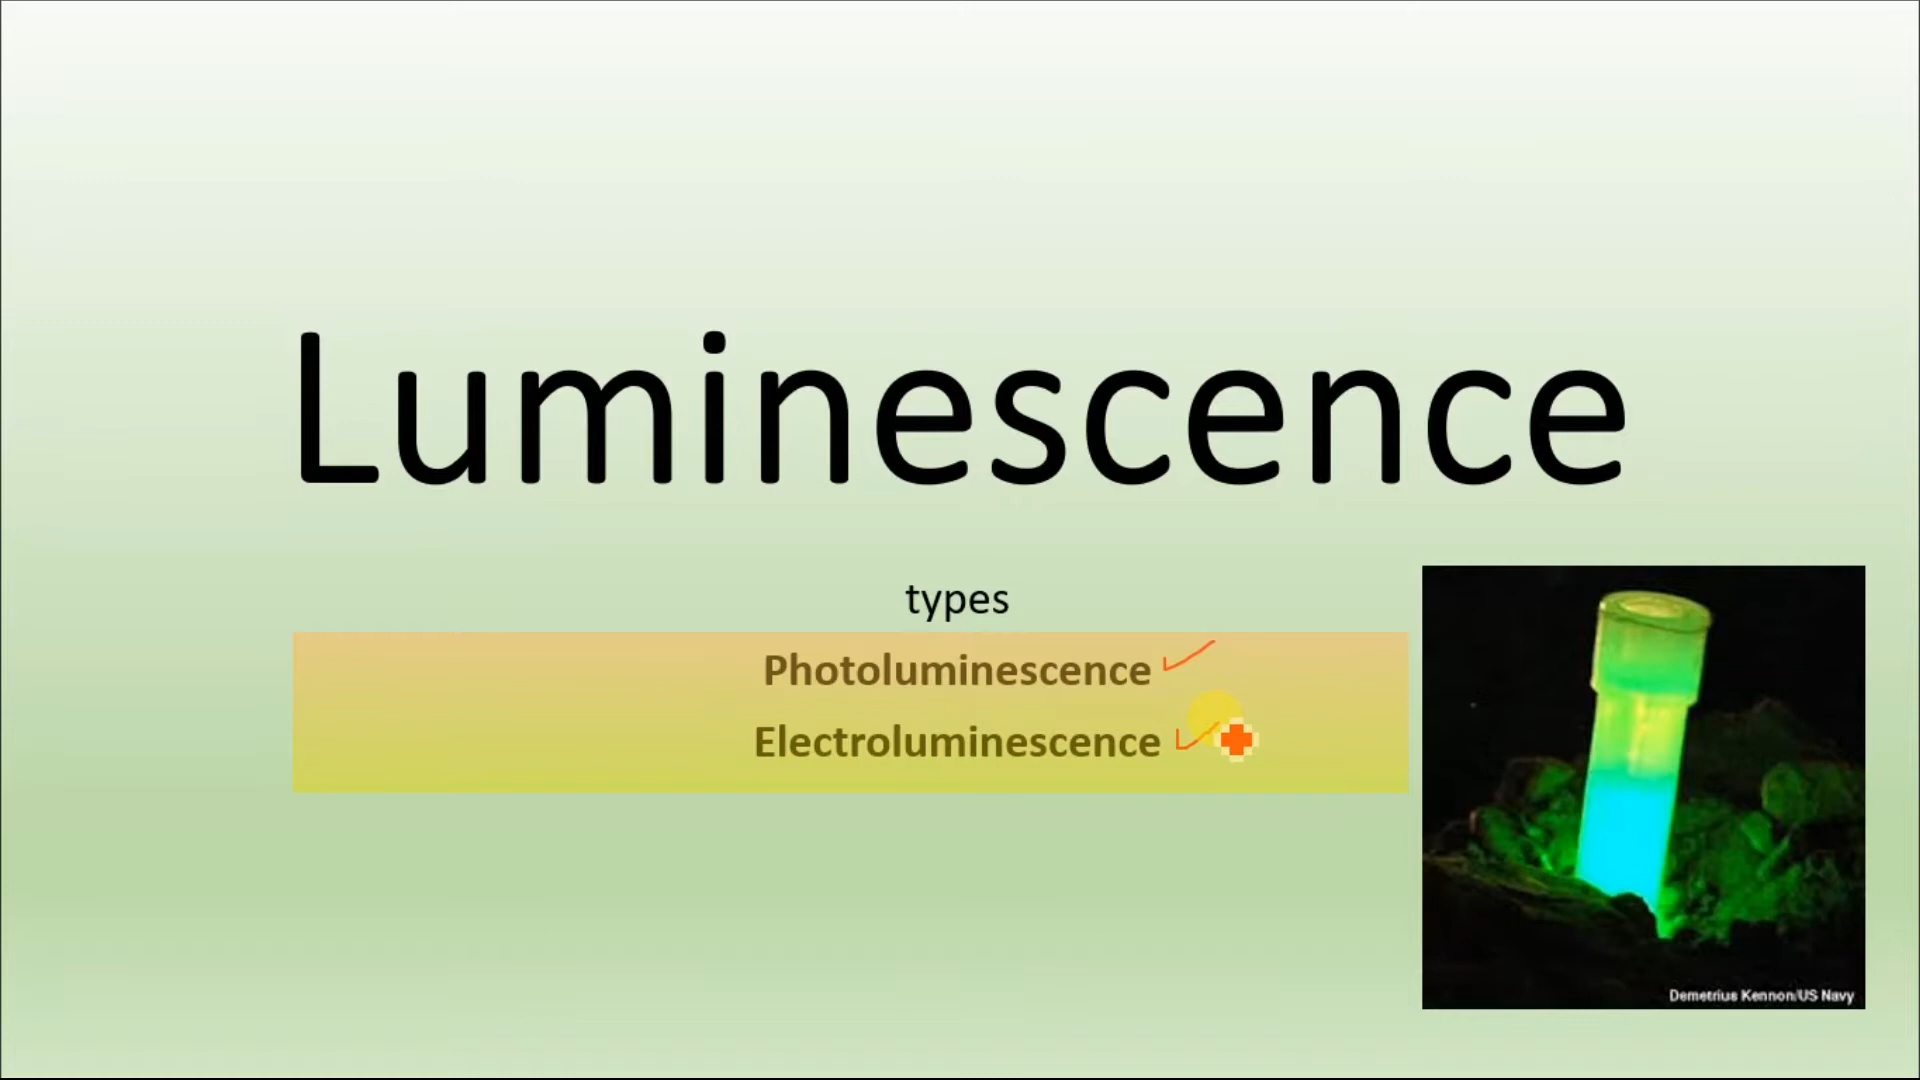 Luminescence
types
Photoluminescence
Electroluminescence
Demetrius Kennon/US Navy